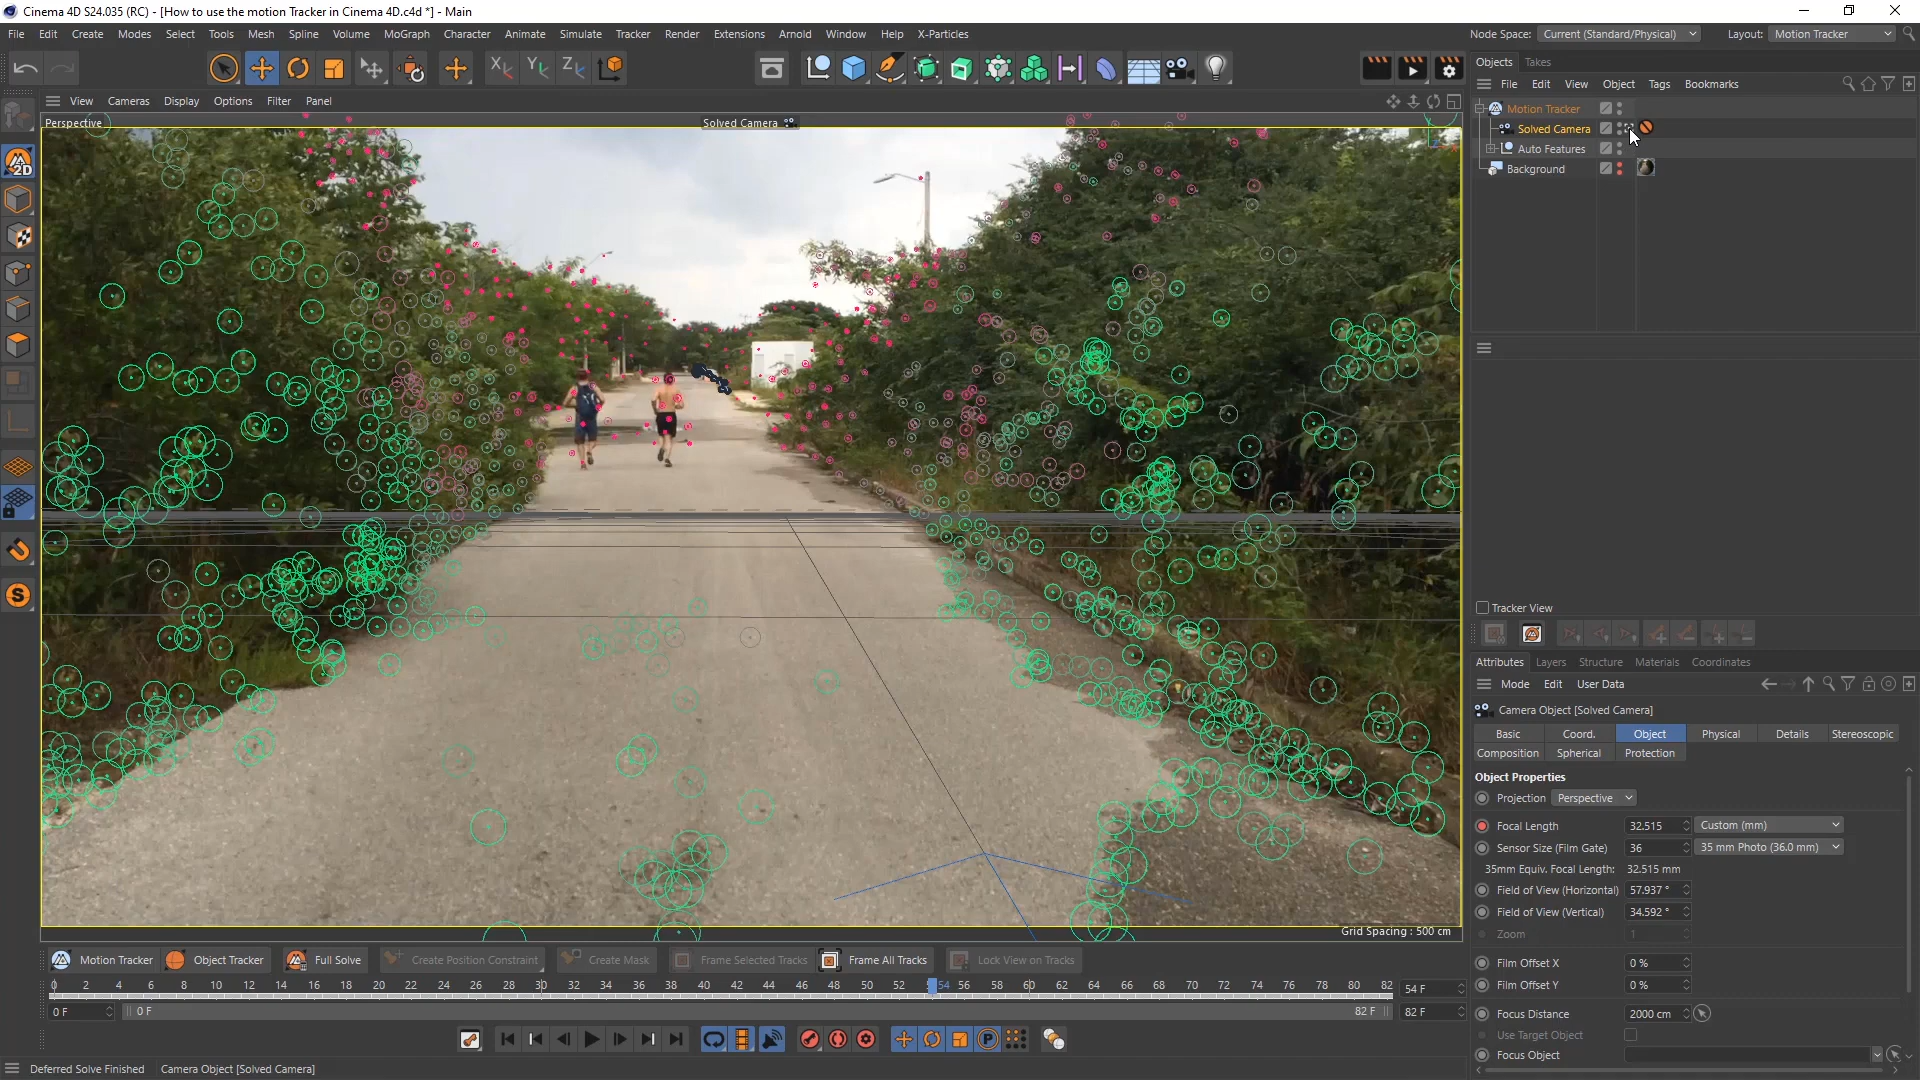 Cinema 4D S24.035 (RC) - [How to use the motion Tracker in Cinema 4D.c4d *] - Main
File Edit Create Modes Select Tools Mesh Spline Volume MoGraph Character Animate Simulate Tracker Render Extensions Arnold Window Help X-Particles
Node Space: Current (Standard/Physical) Layout: Motion Tracker
X Y Z
Objects Takes
File Edit View Object Tags Bookmarks
View Cameras Display Options Filter Panel
Perspective
Solved Camera
Motion Tracker
Solved Camera
Auto Features
Background
2D
S
Tracker View
Attributes Layers Structure Materials Coordinates
Mode Edit User Data
Camera Object [Solved Camera]
Basic Coord. Object Physical Details Stereoscopic
Composition Spherical Protection
Object Properties
Projection Perspective
Focal Length 32.515 Custom (mm)
Sensor Size (Film Gate) 36 35 mm Photo (36.0 mm)
35mm Equiv. Focal Length: 32.515 mm
Field of View (Horizontal) 57.937 °
Field of View (Vertical) 34.592 °
Zoom 1
Film Offset X 0 %
Film Offset Y 0 %
Focus Distance 2000 cm
Use Target Object
Focus Object
Grid Spacing : 500 cm
Motion Tracker Object Tracker Full Solve Create Position Constraint Create Mask Frame Selected Tracks Frame All Tracks Lock View on Tracks
0 2 4 6 8 10 12 14 16 18 20 22 24 26 28 30 32 34 36 38 40 42 44 46 48 50 52 54 56 58 60 62 64 66 68 70 72 74 76 78 80 82 54 F
0 F 0 F 82 F 82 F
P
Deferred Solve Finished Camera Object [Solved Camera]